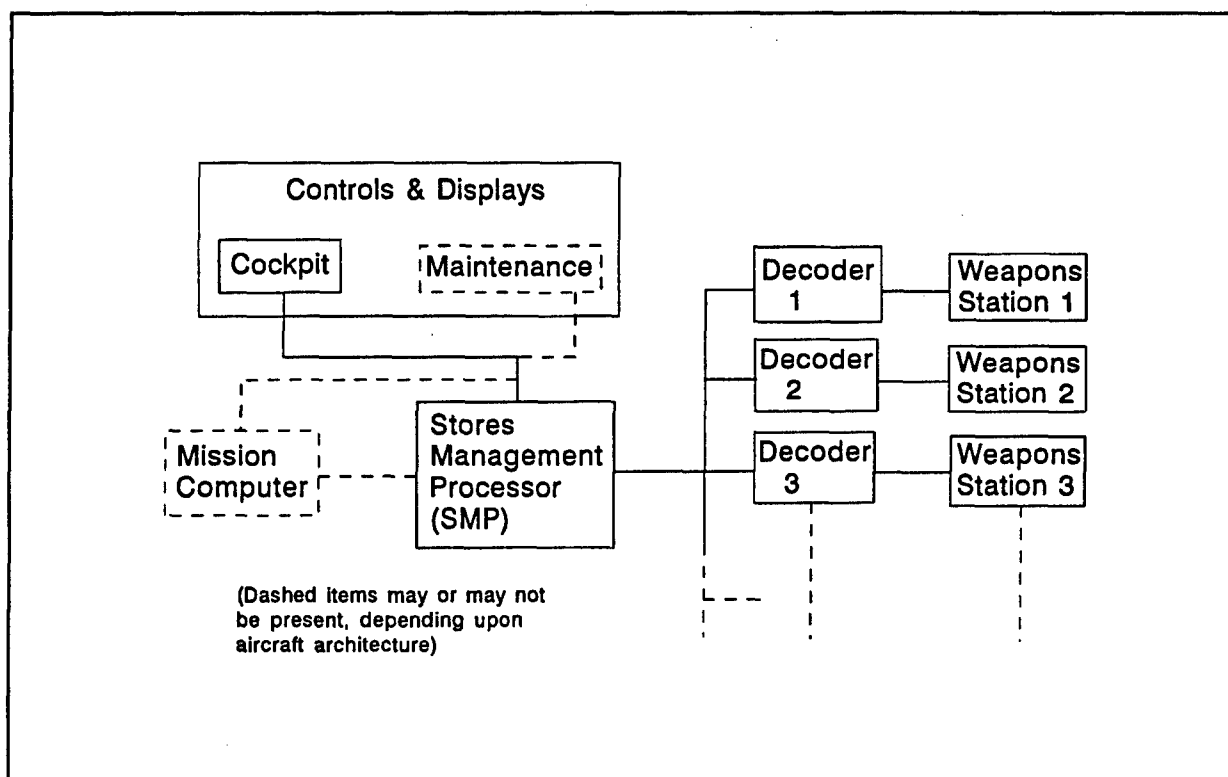 Controls & Displays
Cockpit
Maintenance
Mission
Computer
Stores
Management
Processor
(SMP)
Decoder
1
Weapons
Station 1
Decoder
2
Weapons
Station 2
Decoder
3
Weapons
Station 3
(Dashed items may or may not
be present, depending upon
aircraft architecture)